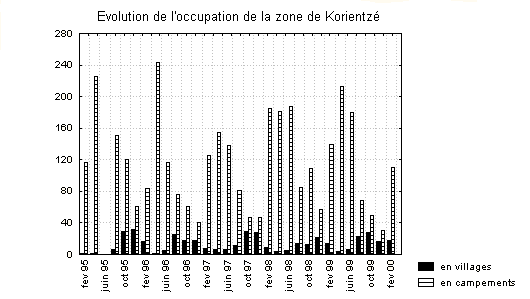 Evolution de l'occupation de la zone de Korientzé
280
240
200
160
120
80
40
0
fev 95
juin 95
oct 95
fev 96
juin 96
oct 96
fev 97
juin 97
oct 97
fev 98
juin 98
oct 98
fev 99
juin 99
oct 99
fev 00
en villages
en campements